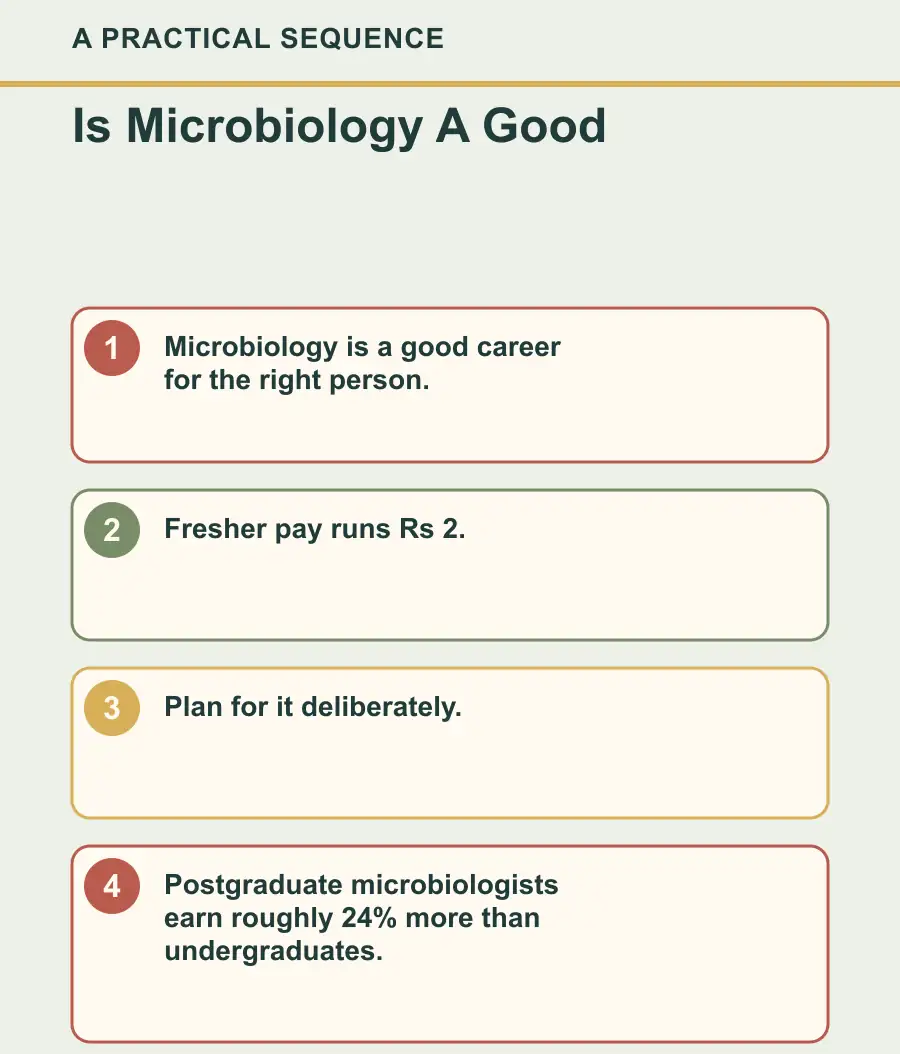 A PRACTICAL SEQUENCE
Is Microbiology A Good
1
Microbiology is a good career
for the right person.
2
Fresher pay runs Rs 2.
3
Plan for it deliberately.
4
Postgraduate microbiologists
earn roughly 24% more than
undergraduates.